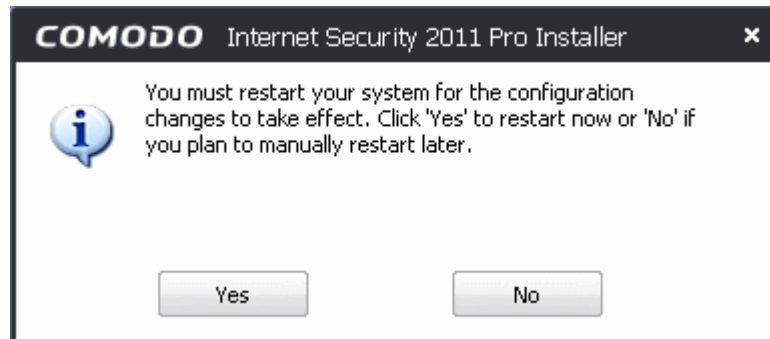 COMODO Internet Security 2011 Pro Installer
You must restart your system for the configuration
changes to take effect. Click 'Yes' to restart now or 'No' if
you plan to manually restart later.
Yes No